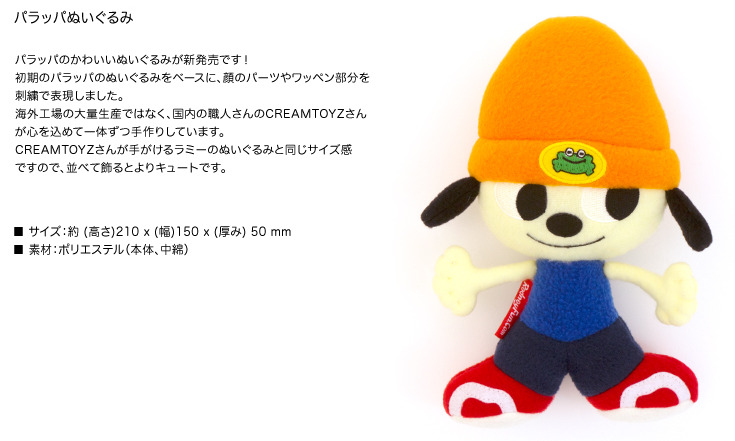 パラッパぬいぐるみ
パラッパのかわいいぬいぐるみが新発売です！
初期のパラッパのぬいぐるみをベースに、顔のパーツやワッペン部分を
刺繍で表現しました。
海外工場の大量生産ではなく、国内の職人さんのCREAMTOYZさん
が心を込めて一体ずつ手作りしています。
CREAMTOYZさんが手がけるラミーのぬいぐるみと同じサイズ感
ですので、並べて飾るとよりキュートです。
■ サイズ：約 (高さ)210 x (幅)150 x (厚み) 50 mm
■ 素材：ポリエステル（本体、中綿）
RodneyFun.Com